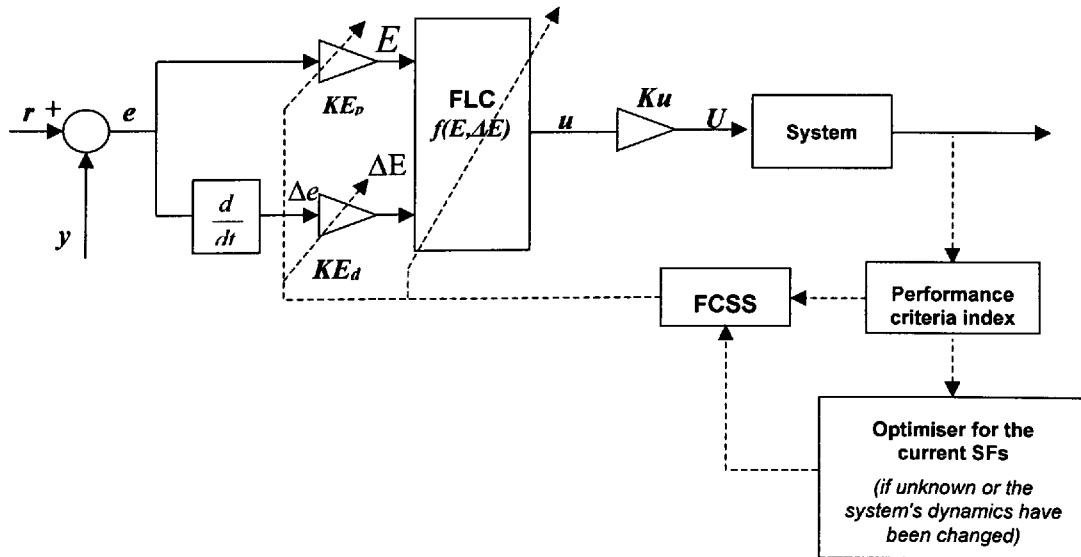 E
KEp
FLC
f(E,ΔE)
r +
e
u
Ku
U
System
d
dt
Δe
ΔE
y
KEd
FCSS
Performance
criteria index
Optimiser for the
current SFs
(if unknown or the
system's dynamics have
been changed)